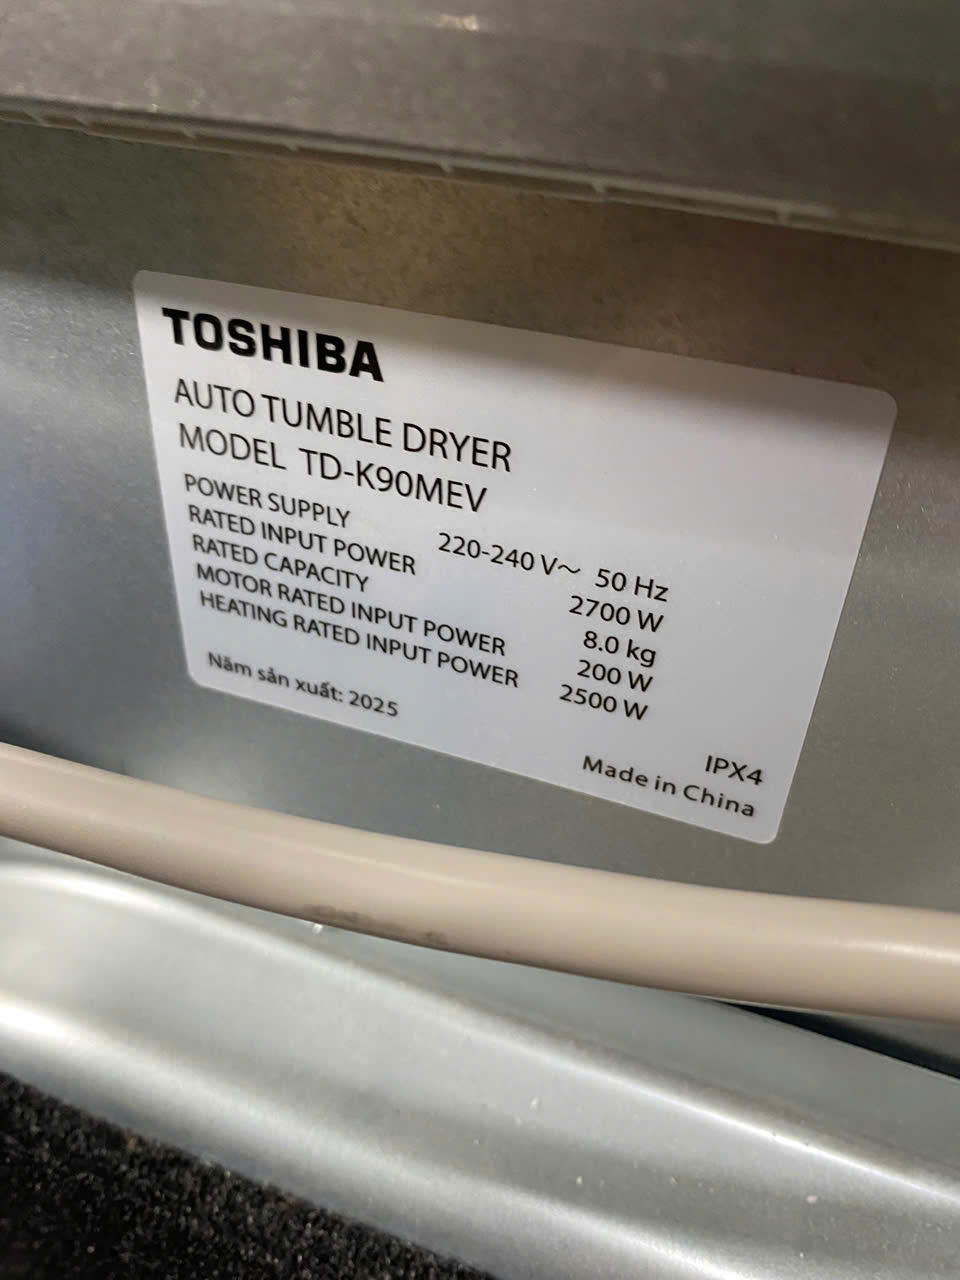 TOSHIBA
AUTO TUMBLE DRYER
MODEL TD-K90MEV
POWER SUPPLY 220-240 V~ 50 Hz
RATED INPUT POWER 2700 W
RATED CAPACITY 8.0 kg
MOTOR RATED INPUT POWER 200 W
HEATING RATED INPUT POWER 2500 W
Năm sản xuất: 2025
IPX4
Made in China